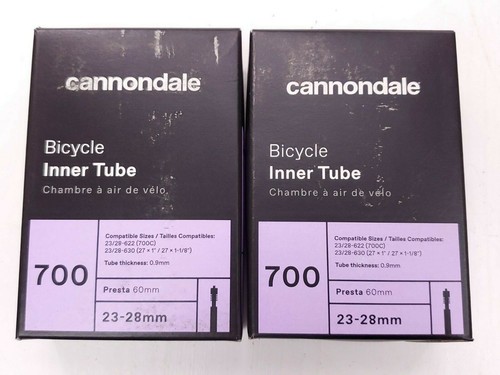 cannondale
Bicycle
Inner Tube
Chambre à air de vélo
700
Compatible Sizes / Tailles Compatibles:
23/28-622 (700C)
23/28-630 (27 × 1" / 27 × 1-1/8")
Tube thickness: 0.9mm
Presta 60mm
23-28mm
cannondale
Bicycle
Inner Tube
Chambre à air de vélo
700
Compatible Sizes / Tailles Compatibles:
23/28-622 (700C)
23/28-630 (27 × 1" / 27 × 1-1/8")
Tube thickness: 0.9mm
Presta 60mm
23-28mm